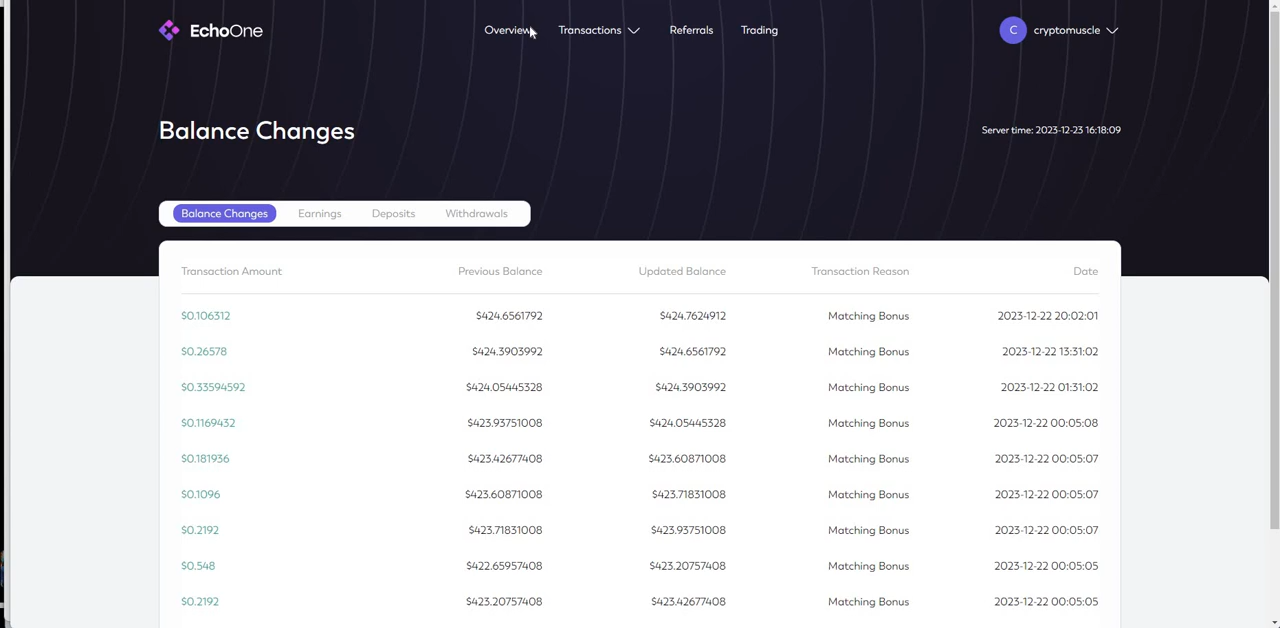 EchoOne Overview Transactions Referrals Trading C cryptomuscle
Balance Changes Server time: 2023-12-23 16:18:09
Balance Changes Earnings Deposits Withdrawals
Transaction Amount Previous Balance Updated Balance Transaction Reason Date
$0.106312 $424.6561792 $424.7624912 Matching Bonus 2023-12-22 20:02:01
$0.26578 $424.3903992 $424.6561792 Matching Bonus 2023-12-22 13:31:02
$0.33594592 $424.05445328 $424.3903992 Matching Bonus 2023-12-22 01:31:02
$0.1169432 $423.93751008 $424.05445328 Matching Bonus 2023-12-22 00:05:08
$0.181936 $423.42677408 $423.60871008 Matching Bonus 2023-12-22 00:05:07
$0.1096 $423.60871008 $423.71831008 Matching Bonus 2023-12-22 00:05:07
$0.2192 $423.71831008 $423.93751008 Matching Bonus 2023-12-22 00:05:07
$0.548 $422.65957408 $423.20757408 Matching Bonus 2023-12-22 00:05:05
$0.2192 $423.20757408 $423.42677408 Matching Bonus 2023-12-22 00:05:05